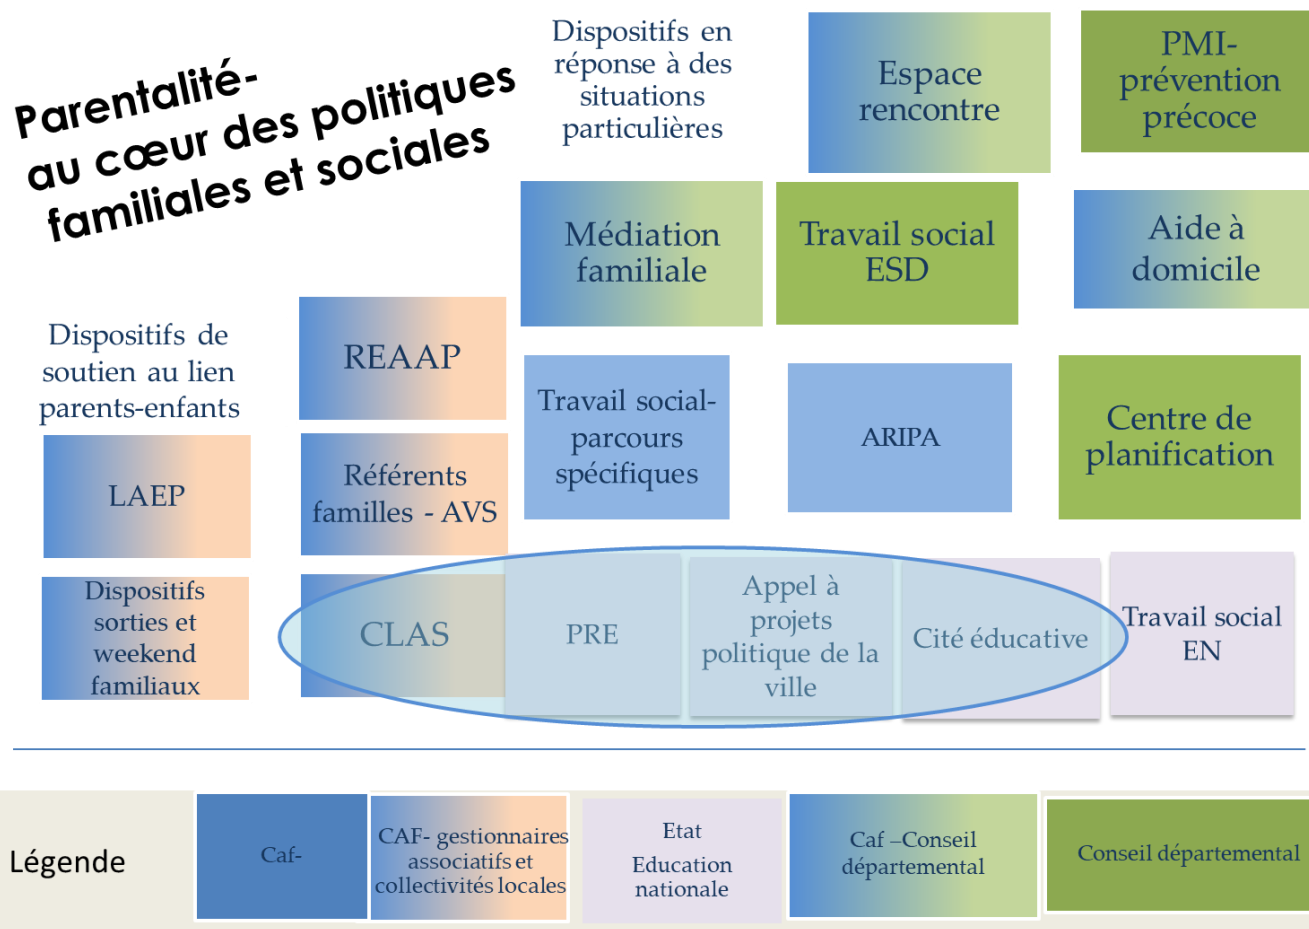 Parentalité-
au cœur des politiques
familiales et sociales
Dispositifs en
réponse à des
situations
particulières
Espace
rencontre
PMI-
prévention
précoce
Médiation
familiale
Travail social
ESD
Aide à
domicile
Dispositifs de
soutien au lien
parents-enfants
REAAP
Travail social-
parcours
spécifiques
ARIPA
Centre de
planification
LAEP
Référents
familles - AVS
Dispositifs
sorties et
weekend
familiaux
CLAS
PRE
Appel à
projets
politique de la
ville
Cité éducative
Travail social
EN
Légende
Caf-
CAF- gestionnaires
associatifs et
collectivités locales
Etat
Education
nationale
Caf –Conseil
départemental
Conseil départemental